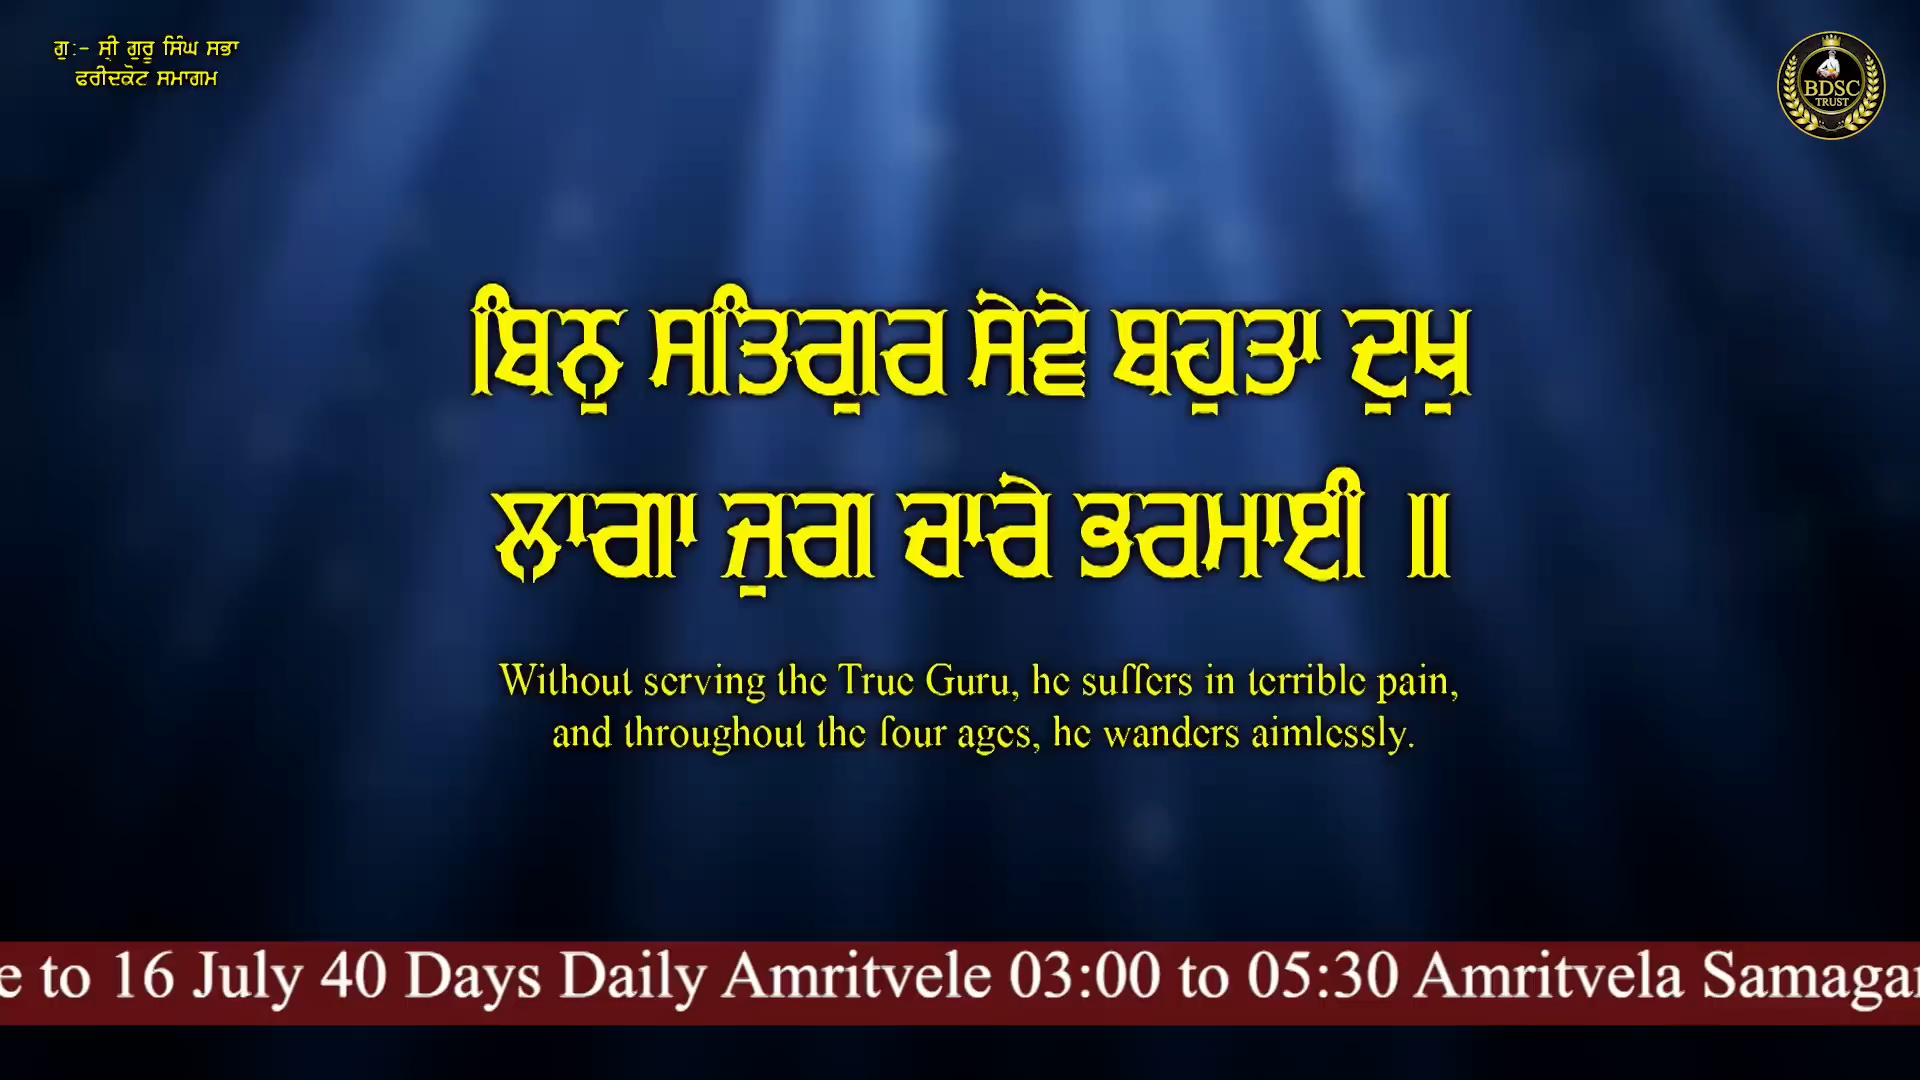 ਗੁ:- ਸ੍ਰੀ ਗੁਰੂ ਸਿੰਘ ਸਭਾ
ਫਰੀਦਕੋਟ ਸਮਾਗਮ
BDSC
TRUST
ਬਿਨੁ ਸਤਿਗੁਰ ਸੇਵੇ ਬਹੁਤਾ ਦੁਖੁ
ਲਾਗਾ ਜੁਗ ਚਾਰੇ ਭਰਮਾਈ ॥
Without serving the True Guru, he suffers in terrible pain,
and throughout the four ages, he wanders aimlessly.
to 16 July 40 Days Daily Amritvele 03:00 to 05:30 Amritvela